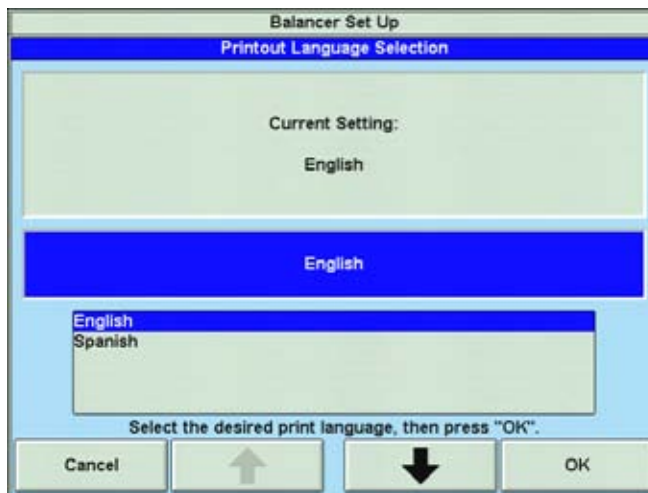 Balancer Set Up
Printout Language Selection
Current Setting:
English
English
English
Spanish
Select the desired print language, then press "OK".
Cancel
OK